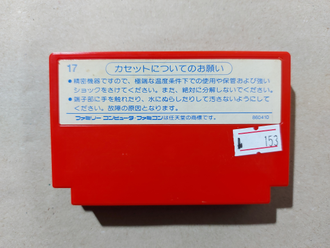 17
カセットについてのお願い
●精密機器ですので、極端な温度条件下での使用や保管および強い
ショックをさけてください。また、絶対に分解しないでください。
●端子部に手を触れたり、水にぬらしたりして汚さないようにして
ください。故障の原因となります。
ファミリーコンピュータ・ファミコンは任天堂の商標です。
153